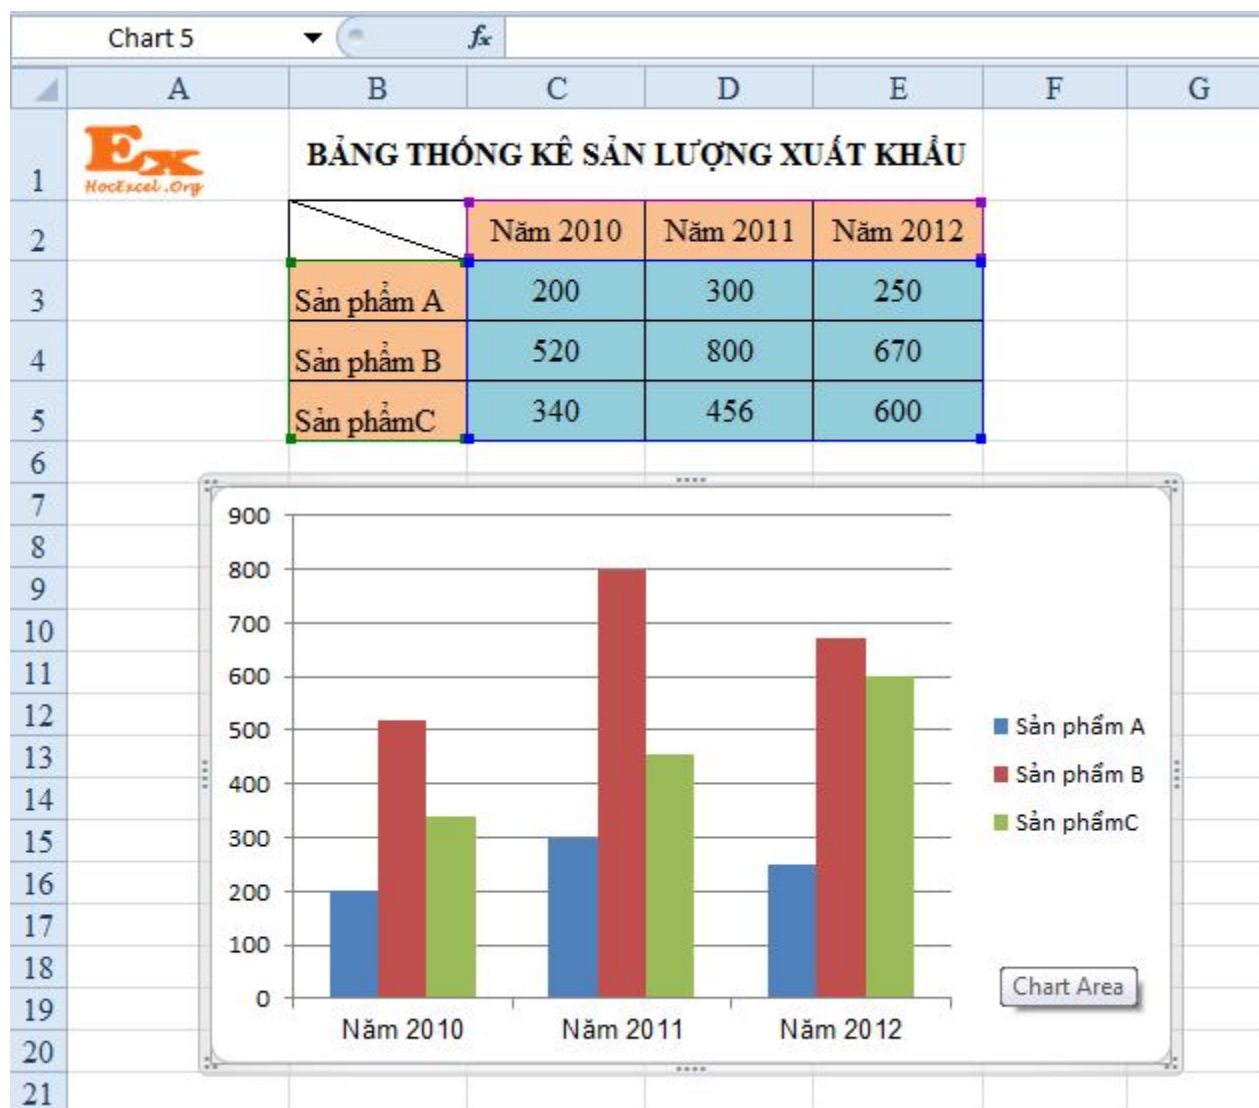 Chart 5
fx
A B C D E F G
1
Ex
HocExcel.Org
BẢNG THỐNG KÊ SẢN LƯỢNG XUẤT KHẨU
2 Năm 2010 Năm 2011 Năm 2012
3 Sản phẩm A 200 300 250
4 Sản phẩm B 520 800 670
5 Sản phẩmC 340 456 600
6
7
8
9
10
11
12
13
14
15
16
17
18
19
20
21
900
800
700
600
500
400
300
200
100
0
Năm 2010 Năm 2011 Năm 2012
Sản phẩm A
Sản phẩm B
Sản phẩmC
Chart Area